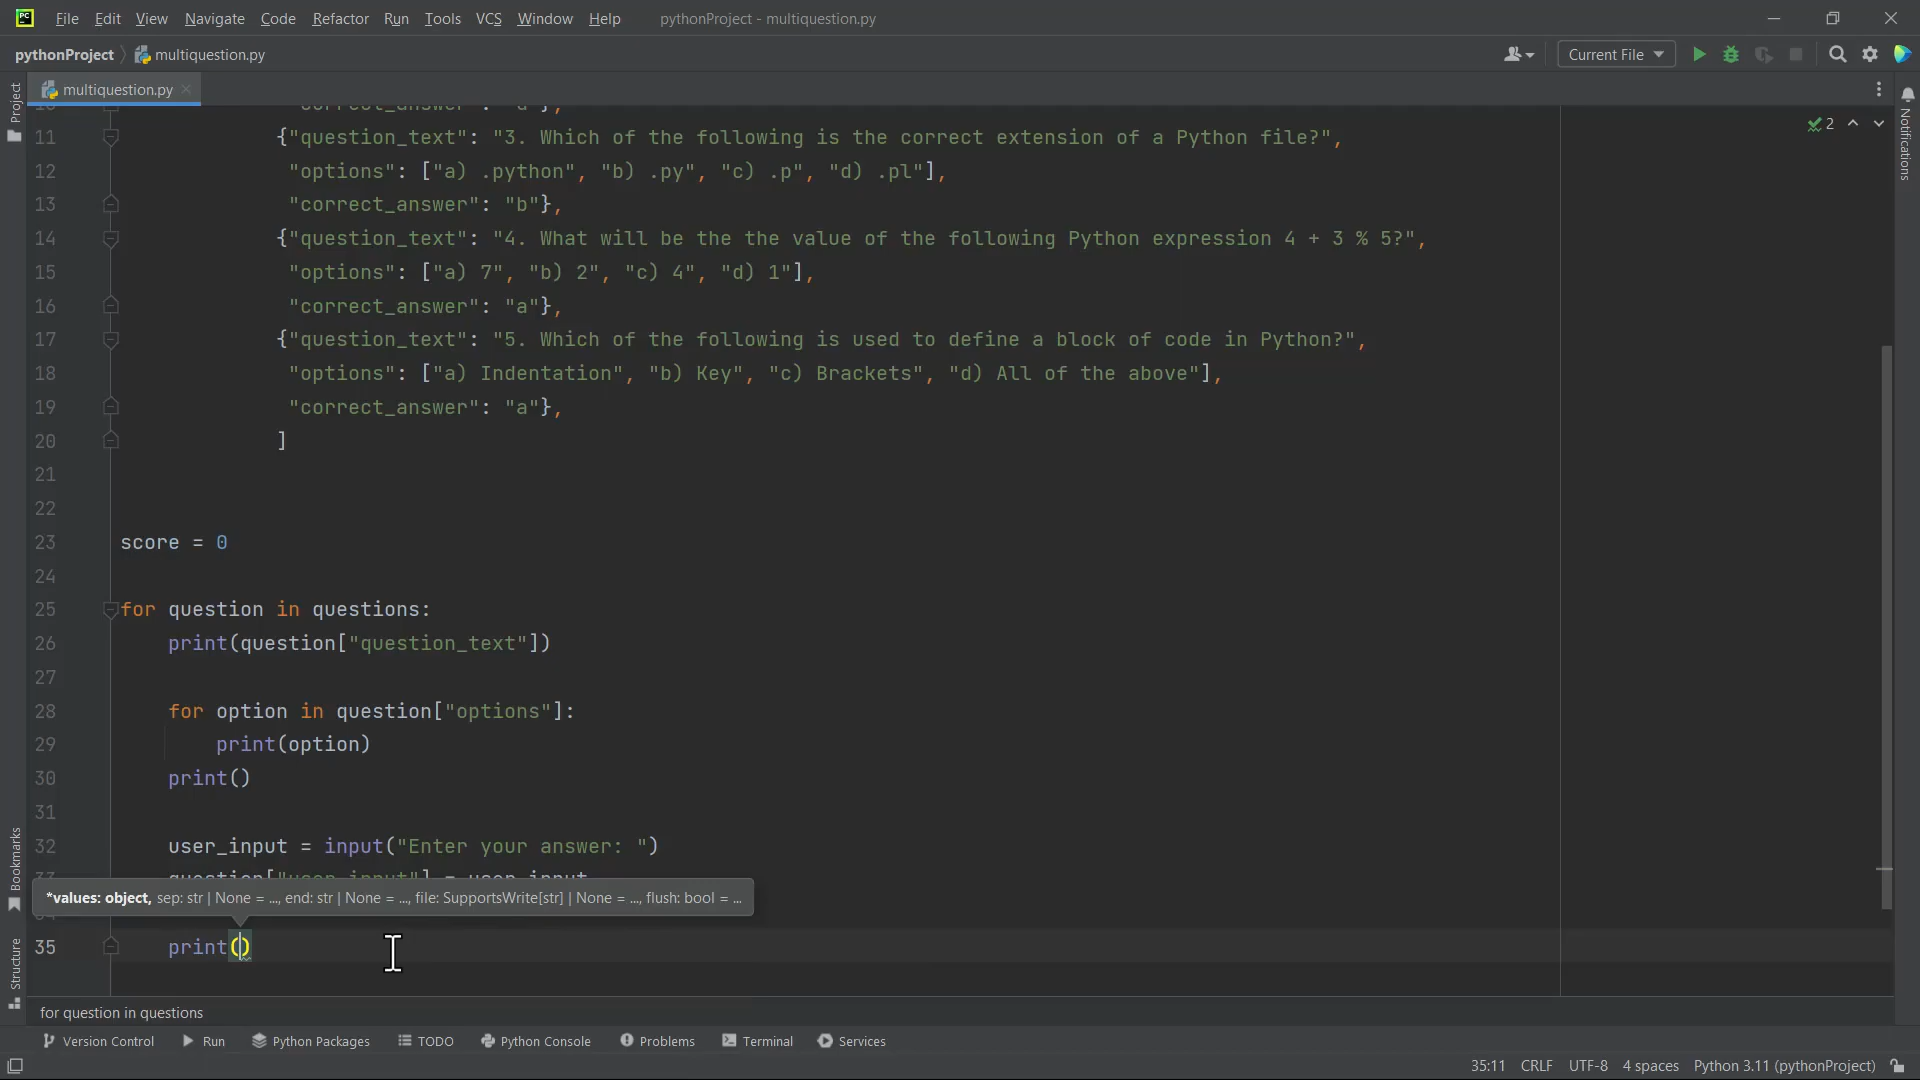 PC File Edit View Navigate Code Refactor Run Tools VCS Window Help pythonProject - multiquestion.py
pythonProject multiquestion.py Current File
multiquestion.py
Project
Notifications
2
11 {"question_text": "3. Which of the following is the correct extension of a Python file?",
12 "options": ["a) .python", "b) .py", "c) .p", "d) .pl"],
13 "correct_answer": "b"},
14 {"question_text": "4. What will be the the value of the following Python expression 4 + 3 % 5?",
15 "options": ["a) 7", "b) 2", "c) 4", "d) 1"],
16 "correct_answer": "a"},
17 {"question_text": "5. Which of the following is used to define a block of code in Python?",
18 "options": ["a) Indentation", "b) Key", "c) Brackets", "d) All of the above"],
19 "correct_answer": "a"},
20 ]
21
22
23 score = 0
24
25 for question in questions:
26 print(question["question_text"])
27
28 for option in question["options"]:
29 print(option)
30 print()
31
32 user_input = input("Enter your answer: ")
*values: object, sep: str | None = ..., end: str | None = ..., file: SupportsWrite[str] | None = ..., flush: bool = ...
35 print()
Bookmarks
Structure
for question in questions
Version Control Run Python Packages TODO Python Console Problems Terminal Services
35:11 CRLF UTF-8 4 spaces Python 3.11 (pythonProject)